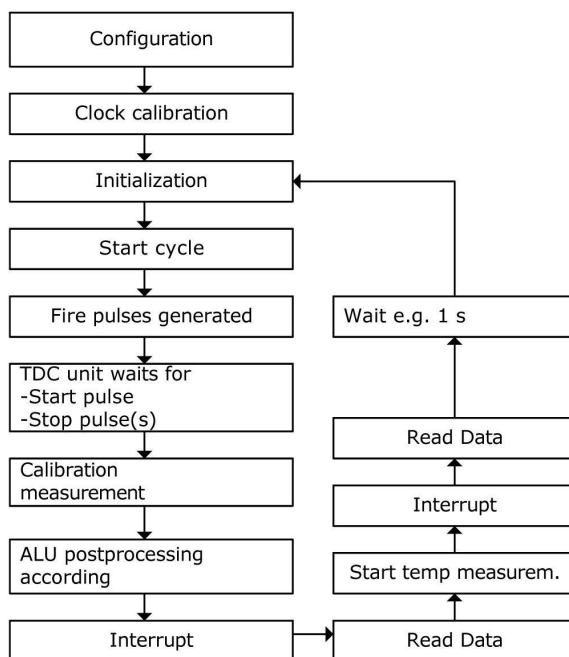 Configuration
Clock calibration
Initialization
Start cycle
Fire pulses generated
TDC unit waits for
-Start pulse
-Stop pulse(s)
Calibration
measurement
ALU postprocessing
according
Interrupt
Read Data
Start temp measurem.
Interrupt
Read Data
Wait e.g. 1 s